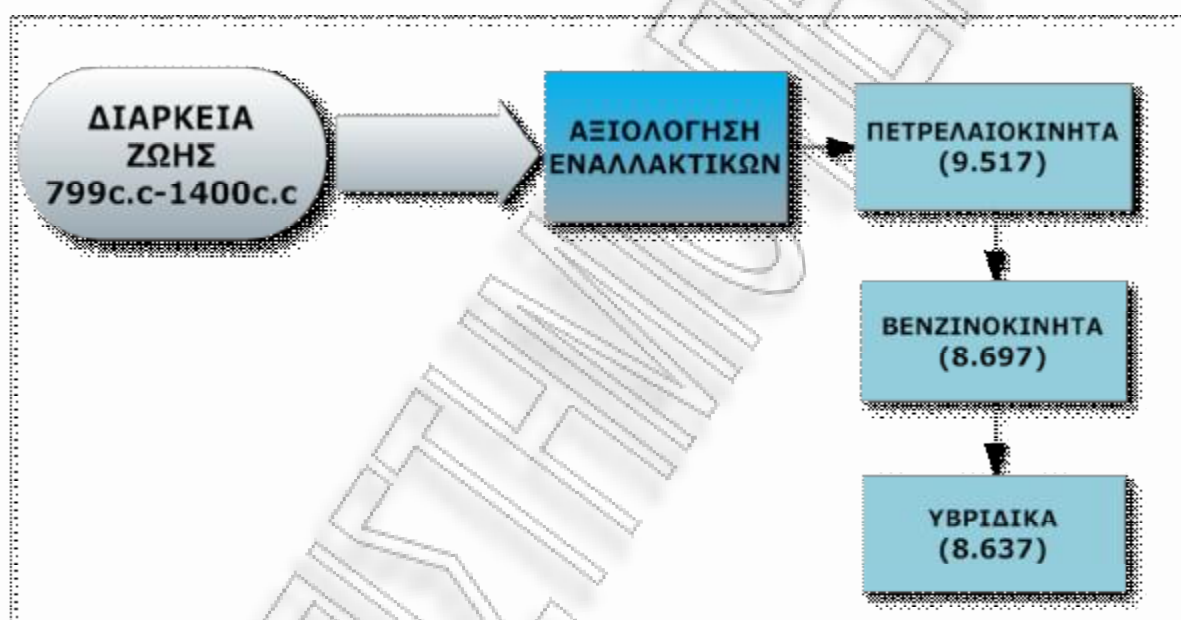 ΔΙΑΡΚΕΙΑ
ΖΩΗΣ
799c.c-1400c.c
ΑΞΙΟΛΟΓΗΣΗ
ΕΝΑΛΛΑΚΤΙΚΩΝ
ΠΕΤΡΕΛΑΙΟΚΙΝΗΤΑ
(9.517)
ΒΕΝΖΙΝΟΚΙΝΗΤΑ
(8.697)
ΥΒΡΙΔΙΚΑ
(8.637)